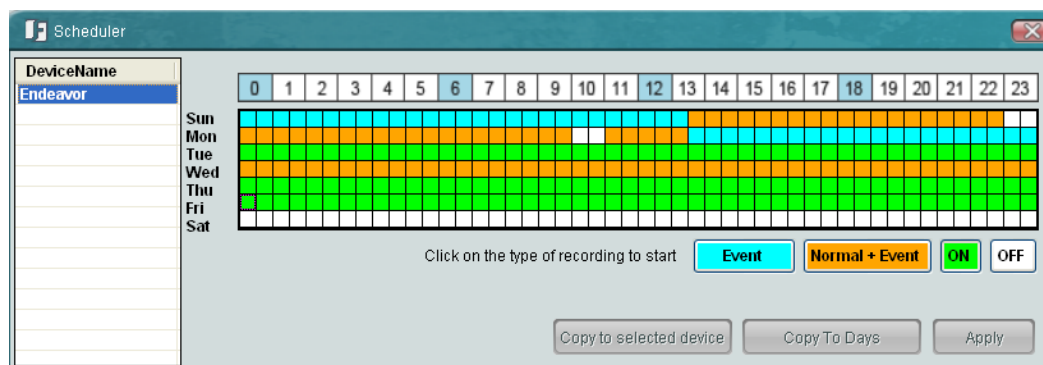 Scheduler
DeviceName
Endeavor
0 1 2 3 4 5 6 7 8 9 10 11 12 13 14 15 16 17 18 19 20 21 22 23
Sun
Mon
Tue
Wed
Thu
Fri
Sat
Click on the type of recording to start Event Normal + Event ON OFF
Copy to selected device Copy To Days Apply